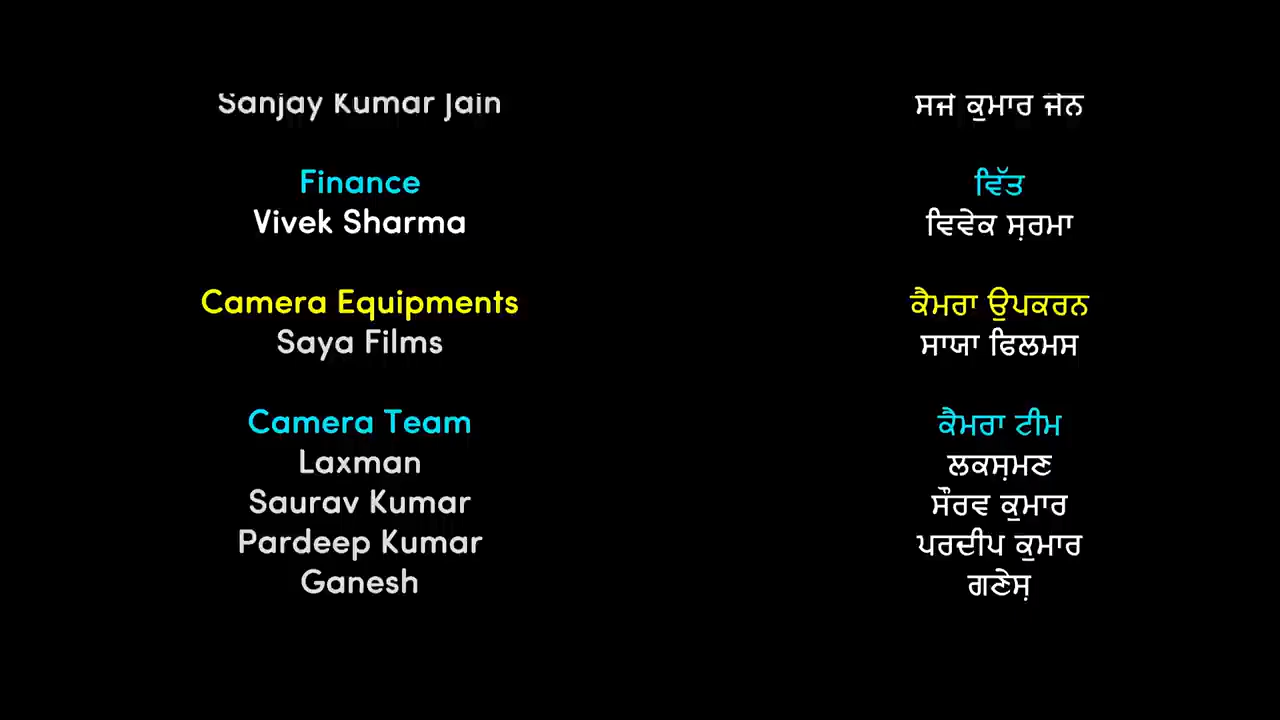 Sanjay Kumar Jain
ਕੁਮਾਰ
Finance
ਵਿੱਤ
Vivek Sharma
ਵਿਵੇਕ ਸ਼ਰਮਾ
Camera Equipments
ਕੈਮਰਾ ਉਪਕਰਨ
Saya Films
ਸਾਯਾ ਫਿਲਮਸ
Camera Team
ਕੈਮਰਾ ਟੀਮ
Laxman
ਲਕਸ਼ਮਣ
Saurav Kumar
ਸੌਰਵ ਕੁਮਾਰ
Pardeep Kumar
ਪਰਦੀਪ ਕੁਮਾਰ
Ganesh
ਗਣੇਸ਼